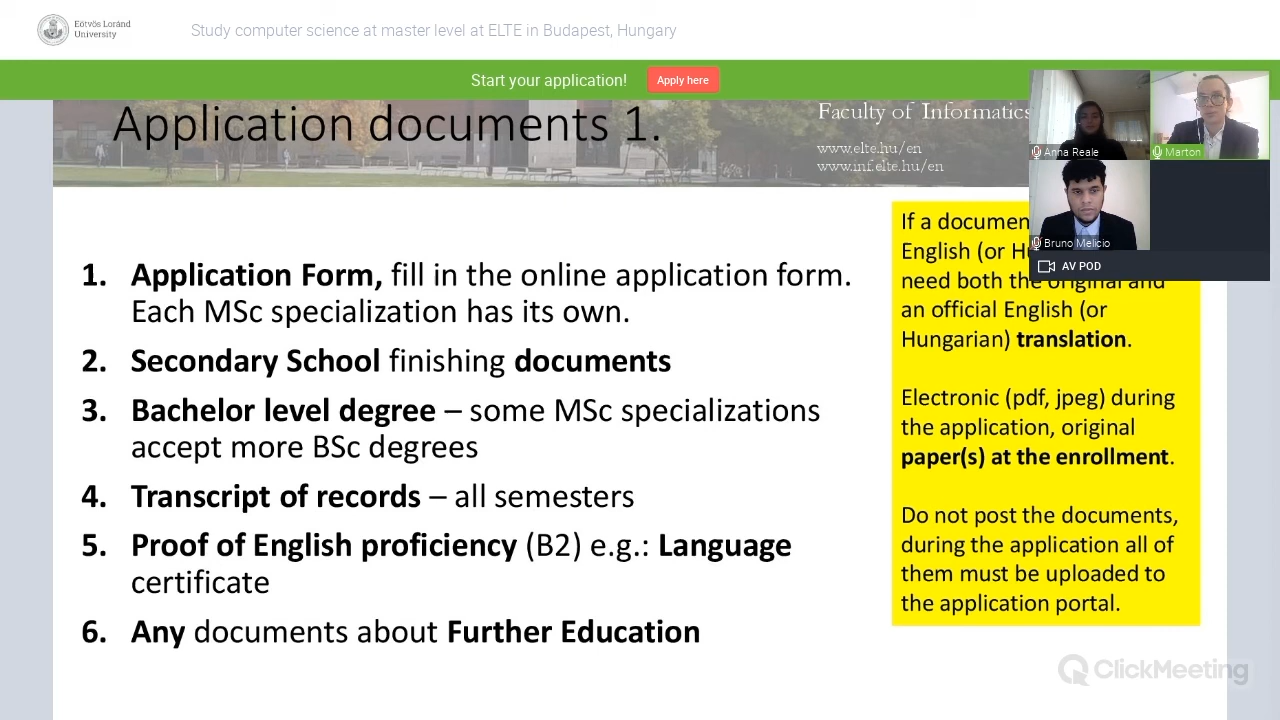 Eötvös Loránd
University
Study computer science at master level at ELTE in Budapest, Hungary
Start your application!
Apply here
Application documents 1.
Faculty of Informatics
www.elte.hu/en
www.inf.elte.hu/en
Anna Reale
Marton
Bruno Melicio
AV POD
1. Application Form, fill in the online application form.
Each MSc specialization has its own.
2. Secondary School finishing documents
3. Bachelor level degree – some MSc specializations
accept more BSc degrees
4. Transcript of records – all semesters
5. Proof of English proficiency (B2) e.g.: Language
certificate
6. Any documents about Further Education
If a
English (or
need both the original and
an official English (or
Hungarian) translation.
Electronic (pdf, jpeg) during
the application, original
paper(s) at the enrollment.
Do not post the documents,
during the application all of
them must be uploaded to
the application portal.
ClickMeeting